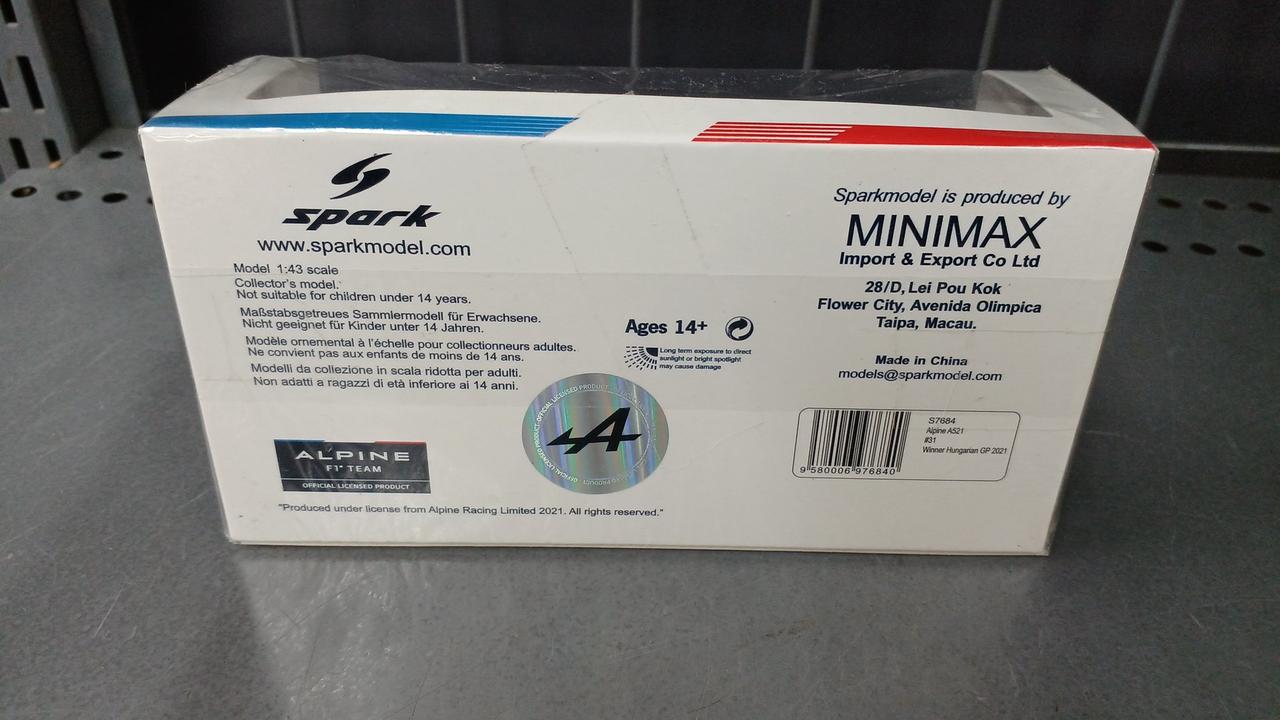 spark
www.sparkmodel.com
Model 1:43 scale
Collector's model.
Not suitable for children under 14 years.
Maßstabsgetreues Sammlermodell für Erwachsene.
Nicht geeignet für Kinder unter 14 Jahren.
Modèle ornemental à l'échelle pour collectionneurs adultes.
Ne convient pas aux enfants de moins de 14 ans.
Modelli da collezione in scala ridotta per adulti.
Non adatti a ragazzi di età inferiore ai 14 anni.
ALPINE
F1® TEAM
OFFICIAL LICENSED PRODUCT
"Produced under license from Alpine Racing Limited 2021. All rights reserved."
Ages 14+
Long term exposure to direct
sunlight or bright spotlight
may cause damage
OFFICIAL LICENSED PRODUCT
A
Sparkmodel is produced by
MINIMAX
Import & Export Co Ltd
28/D, Lei Pou Kok
Flower City, Avenida Olimpica
Taipa, Macau.
Made in China
models@sparkmodel.com
S7684
Alpine A521
#31
Winner Hungarian GP 2021
9 580006 976840